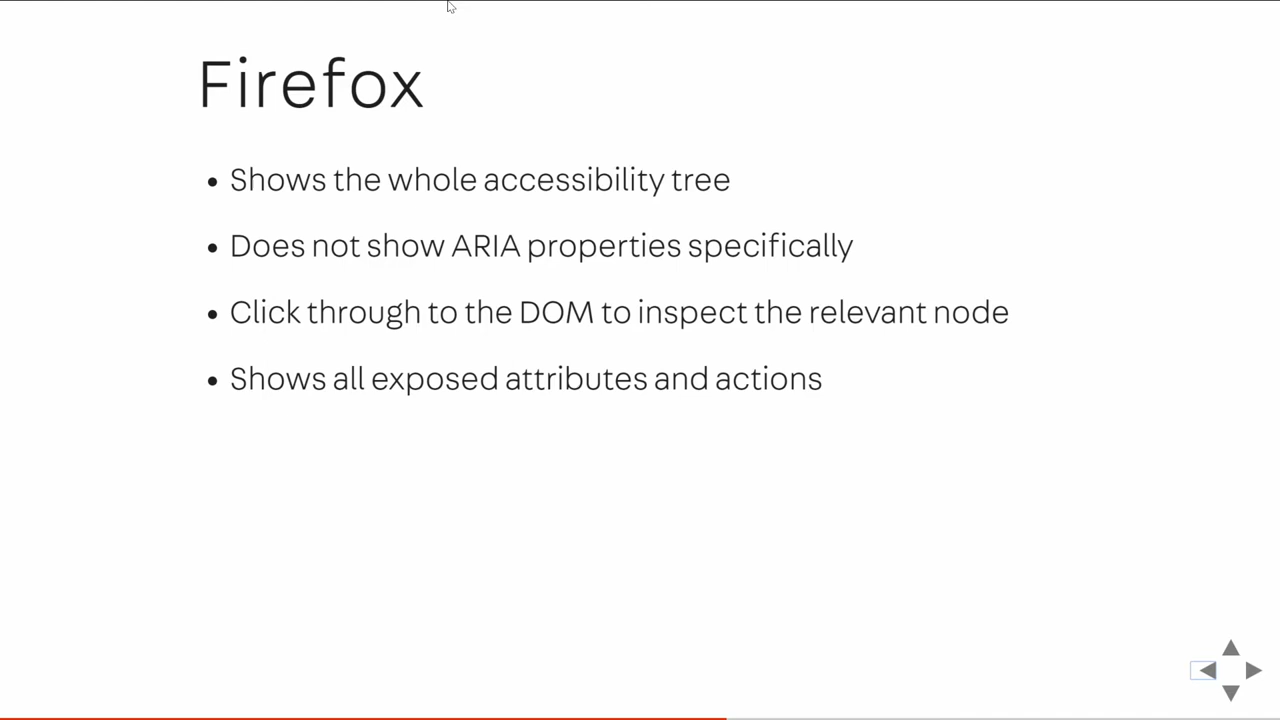 Firefox
• Shows the whole accessibility tree
• Does not show ARIA properties specifically
• Click through to the DOM to inspect the relevant node
• Shows all exposed attributes and actions